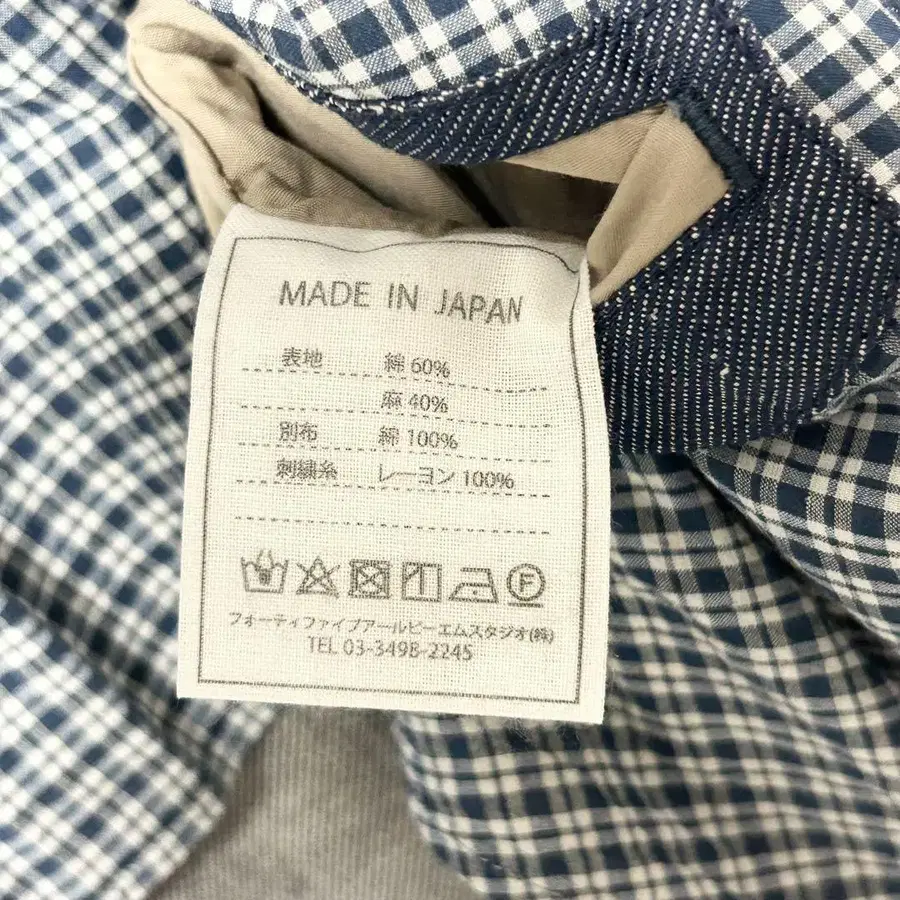 MADE IN JAPAN
表地 綿 60%
麻 40%
別布 綿 100%
刺繍糸 レーヨン 100%
フォーティファイブアールピーエムスタジオ(株)
TEL 03-3498-2245